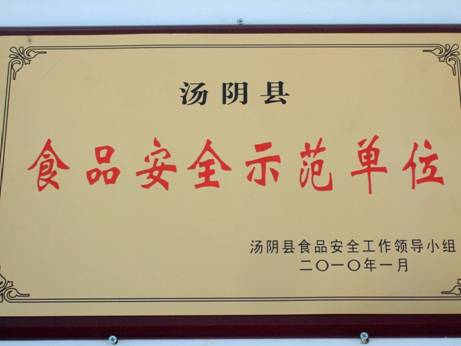 汤阴县
食品安全示范单位
汤阴县食品安全工作领导小组
二〇一〇年一月